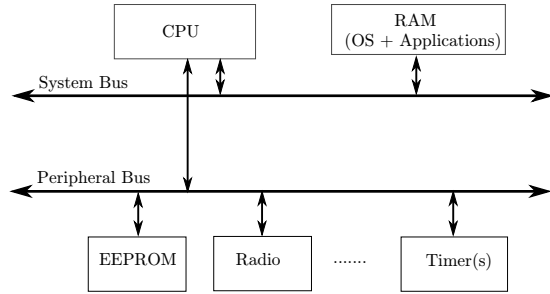 CPU
RAM
(OS + Applications)
System Bus
Peripheral Bus
EEPROM
Radio
.......
Timer(s)